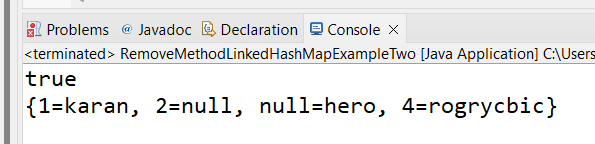 Problems @ Javadoc Declaration Console
<terminated> RemoveMethodLinkedHashMapExampleTwo [Java Application] C:\Users
true
{1=karan, 2=null, null=hero, 4=rogrycbic}